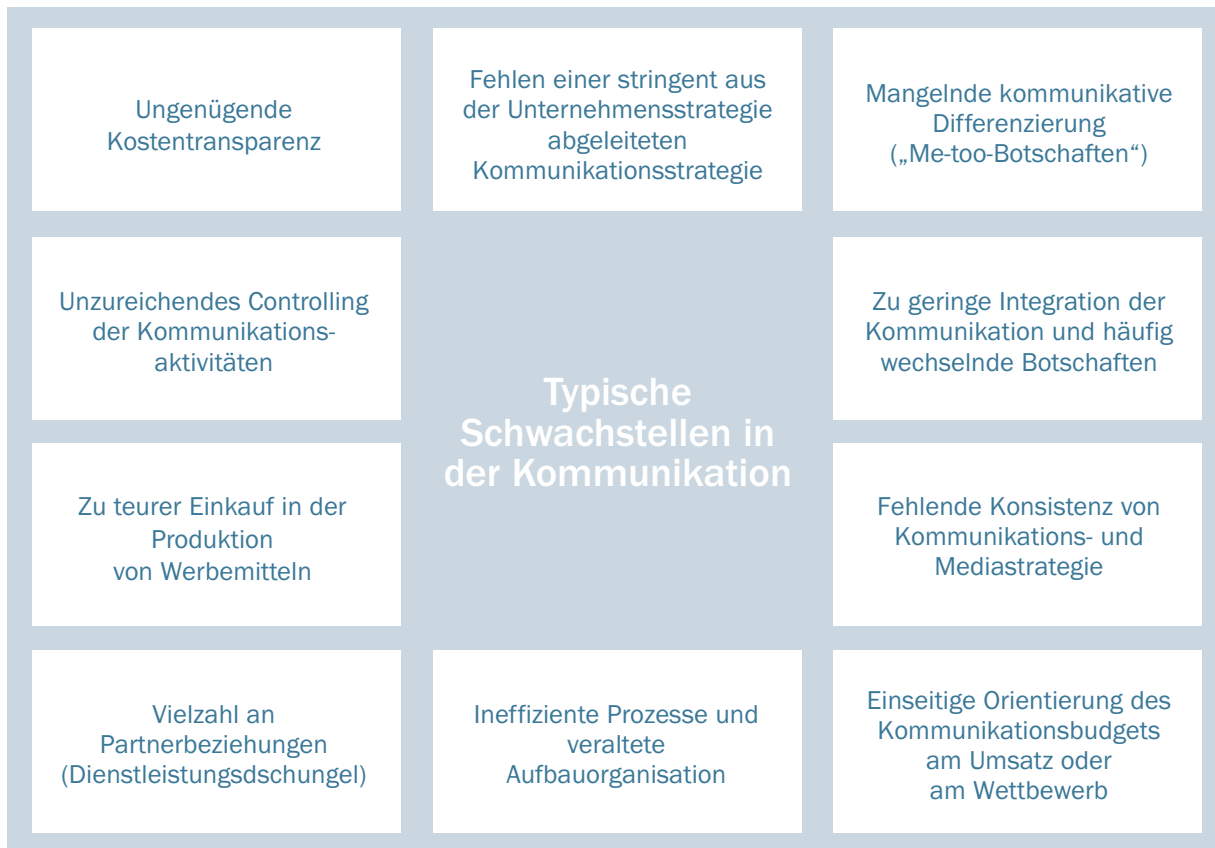 Ungenügende
Kostentransparenz
Fehlen einer stringent aus
der Unternehmensstrategie
abgeleiteten
Kommunikationsstrategie
Mangelnde kommunikative
Differenzierung
(„Me-too-Botschaften“)
Unzureichendes Controlling
der Kommunikations-
aktivitäten
Typische
Schwachstellen in
der Kommunikation
Zu geringe Integration der
Kommunikation und häufig
wechselnde Botschaften
Zu teurer Einkauf in der
Produktion
von Werbemitteln
Fehlende Konsistenz von
Kommunikations- und
Mediastrategie
Vielzahl an
Partnerbeziehungen
(Dienstleistungsdschungel)
Ineffiziente Prozesse und
veraltete
Aufbauorganisation
Einseitige Orientierung des
Kommunikationsbudgets
am Umsatz oder
am Wettbewerb